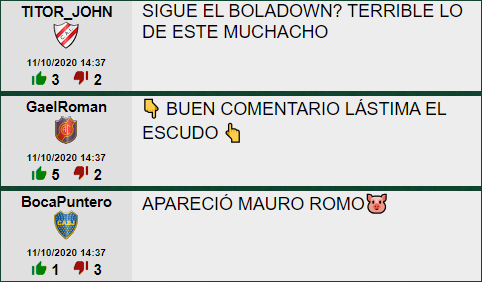 TITOR_JOHN
SIGUE EL BOLADOWN? TERRIBLE LO
DE ESTE MUCHACHO
11/10/2020 14:37
3 2
GaelRoman
👇 BUEN COMENTARIO LÁSTIMA EL
ESCUDO 👆
11/10/2020 14:37
5 2
BocaPuntero
APARECIÓ MAURO ROMO🐷
11/10/2020 14:37
1 3